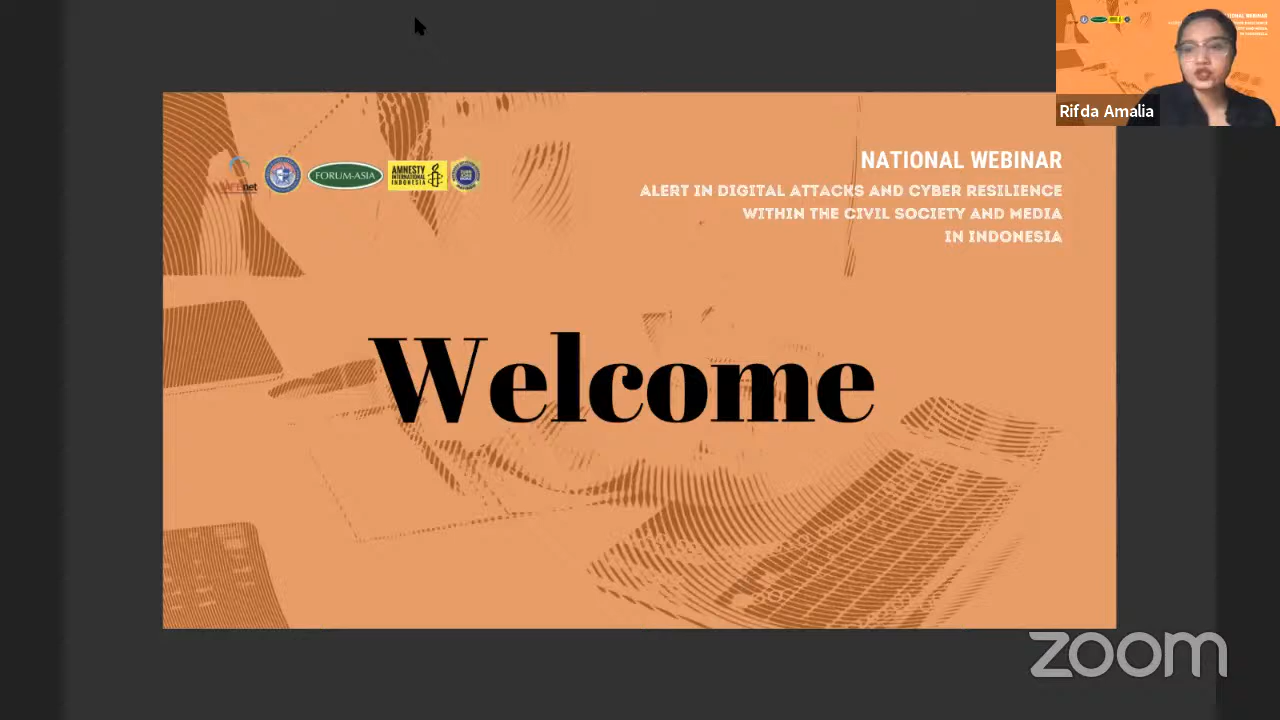 Rifda Amalia
FORUM-ASIA
AMNESTY
INTERNATIONAL
INDONESIA
NATIONAL WEBINAR
ALERT IN DIGITAL ATTACKS AND CYBER RESILIENCE
WITHIN THE CIVIL SOCIETY AND MEDIA
IN INDONESIA
Welcome
zoom